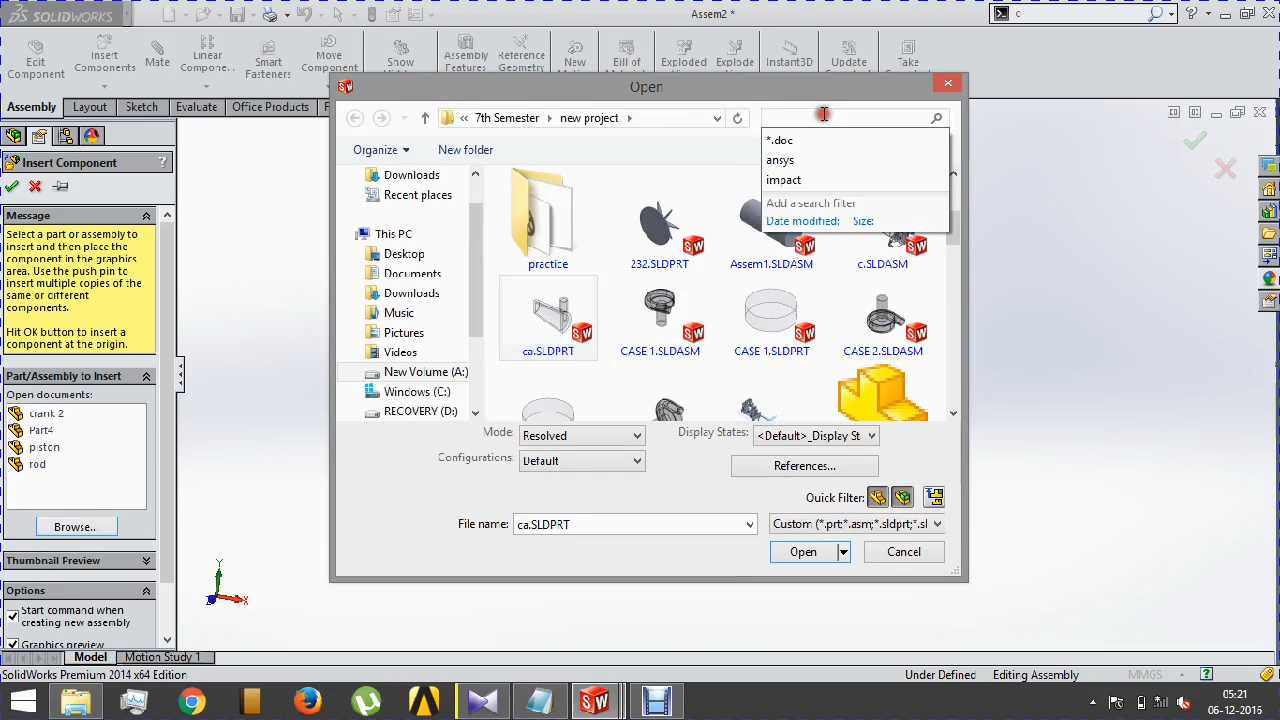 SOLIDWORKS
Assem2 *
c
Edit Component
Insert Components
Mate
Linear Component...
Smart Fasteners
Move Component
Show
Assembly Features
Reference Geometry
New
Bill of
Exploded
Explode
Instant3D
Update
Take
Assembly
Layout
Sketch
Evaluate
Office Products
Insert Component
Message
Select a part or assembly to
insert and then place the
component in the graphics
area. Use the push pin to
insert multiple copies of the
same or different
components.
Hit OK button to insert a
component at the origin.
Part/Assembly to Insert
Open documents:
crank 2
Part4
piston
rod
Browse...
Thumbnail Preview
Options
Start command when
creating new assembly
Graphics preview
Open
« 7th Semester
new project
Organize
New folder
*.doc
ansys
impact
Add a search filter
Date modified:
Size:
Downloads
Recent places
This PC
Desktop
Documents
Downloads
Music
Pictures
Videos
New Volume (A:)
Windows (C:)
RECOVERY (D:)
practice
232.SLDPRT
Assem1.SLDASM
c.SLDASM
ca.SLDPRT
CASE 1.SLDASM
CASE 1.SLDPRT
CASE 2.SLDASM
Mode:
Resolved
Display States:
<Default>_Display St
Configurations:
Default
References...
Quick Filter:
File name:
ca.SLDPRT
Custom (*.prt;*.asm;*.sldprt;*.sl
Open
Cancel
Y
X
Z
Model
Motion Study 1
SolidWorks Premium 2014 x64 Edition
Under Defined
Editing Assembly
MMGS
05:21
06-12-2016